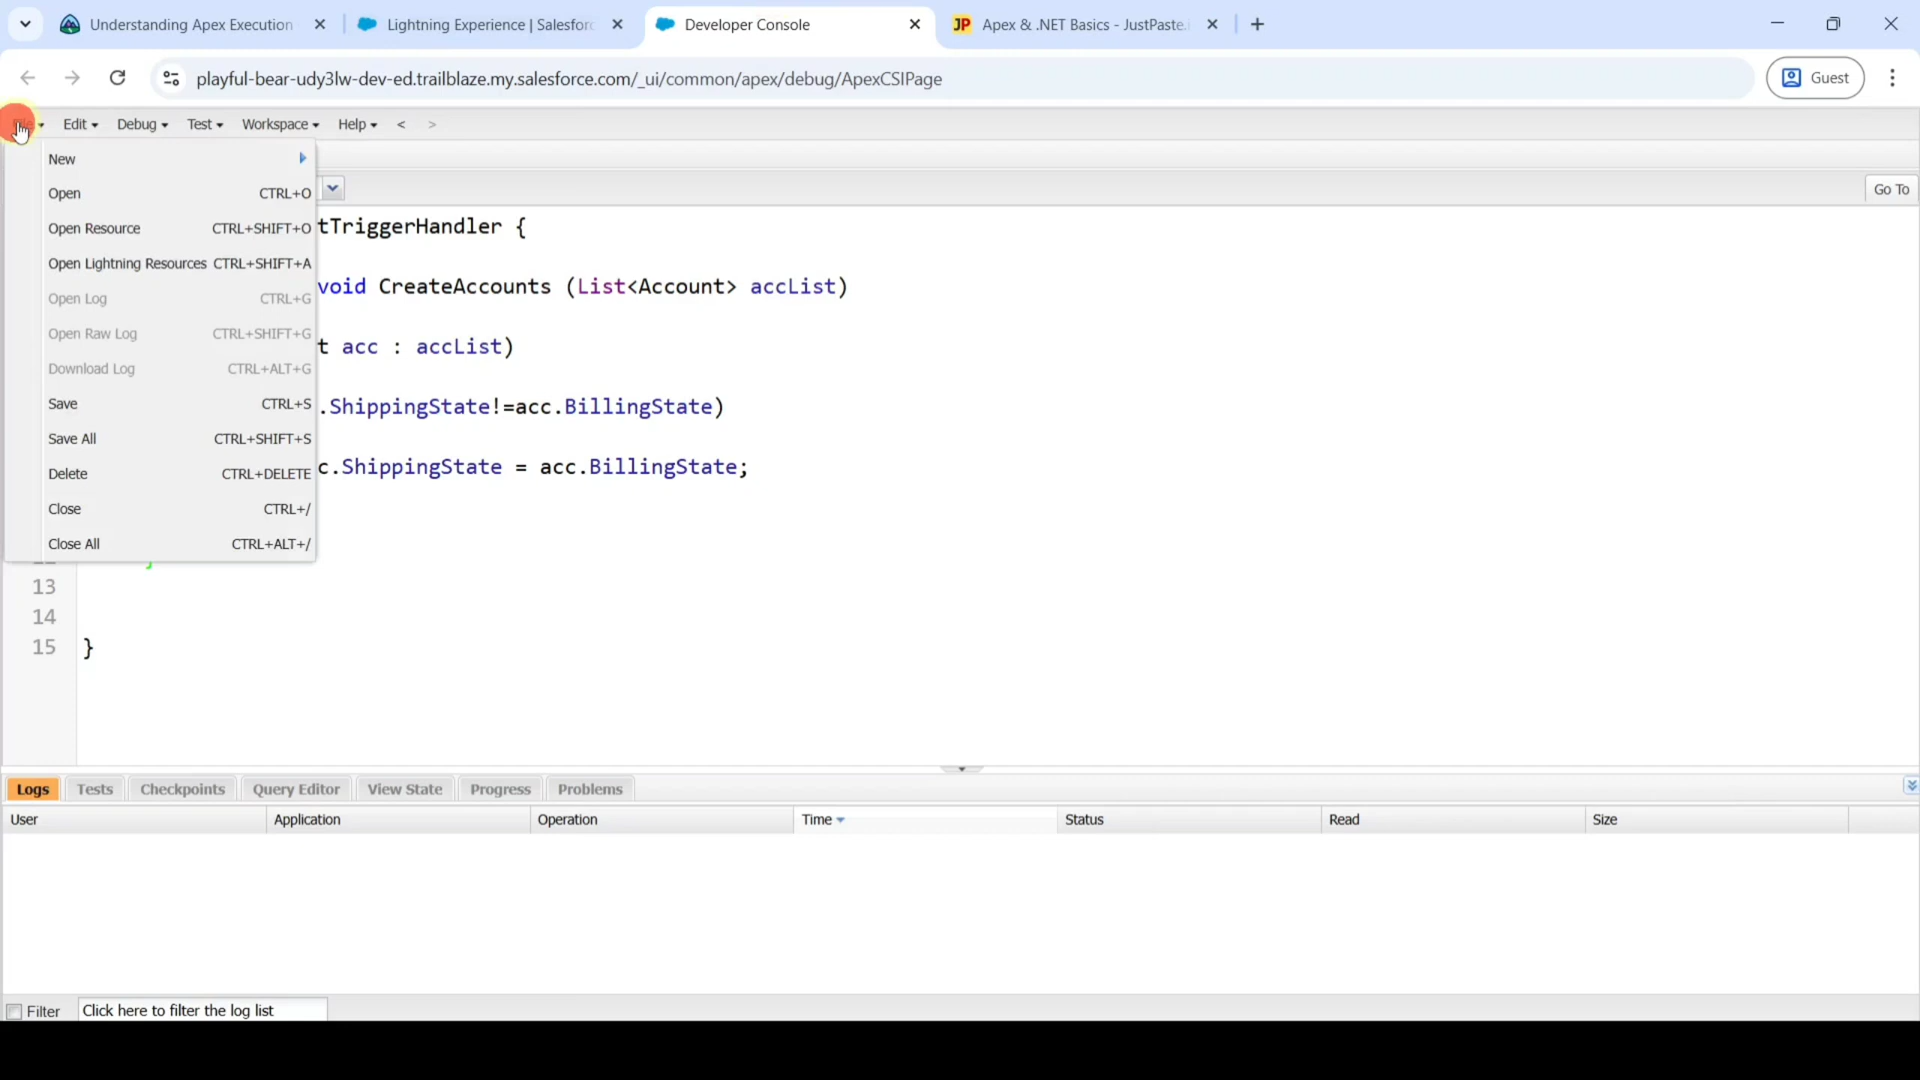 Understanding Apex Execution
Lightning Experience | Salesforc
Developer Console
JP Apex & .NET Basics - JustPaste.
playful-bear-udy3lw-dev-ed.trailblaze.my.salesforce.com/_ui/common/apex/debug/ApexCSIPage
Guest
Edit Debug Test Workspace Help < >
New
Open CTRL+O
Go To
Open Resource CTRL+SHIFT+O
tTriggerHandler {
Open Lightning Resources CTRL+SHIFT+A
void CreateAccounts (List<Account> accList)
Open Log CTRL+G
Open Raw Log CTRL+SHIFT+G
t acc : accList)
Download Log CTRL+ALT+G
Save CTRL+S
.ShippingState!=acc.BillingState)
Save All CTRL+SHIFT+S
Delete CTRL+DELETE
c.ShippingState = acc.BillingState;
Close CTRL+/
Close All CTRL+ALT+/
13
14
15 }
Logs Tests Checkpoints Query Editor View State Progress Problems
User Application Operation Time Status Read Size
Filter Click here to filter the log list